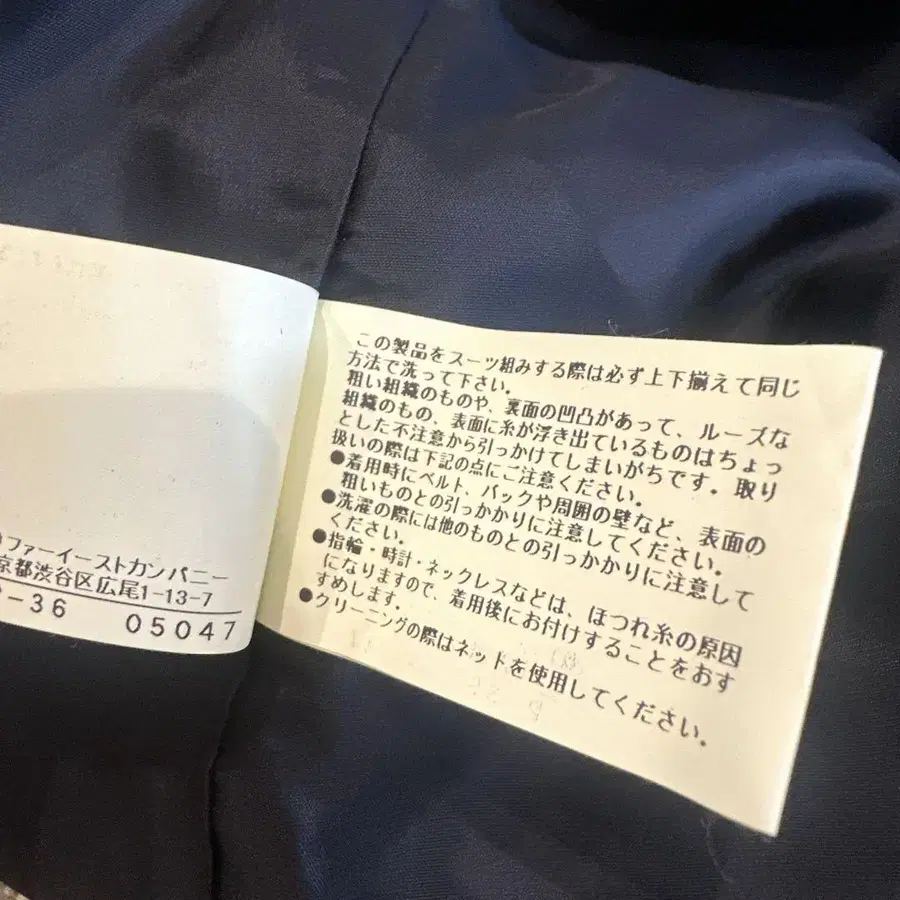 ファーイーストカンパニー
京都渋谷区広尾1-13-7
-36 05047
この製品をスーツ組みする際は必ず上下揃えて同じ
方法で洗って下さい。
粗い組織のものや、裏面の凹凸があって、ルーズな
組織のもの、表面に糸が浮き出ているものはちょっ
とした不注意から引っかけてしまいがちです。取り
扱いの際は下記の点にご注意ください。
●着用時にベルト、バックや周囲の壁など、表面の
粗いものとの引っかかりに注意してください。
●洗濯の際には他のものとの引っかかりに注意して
ください。
●指輪・時計・ネックレスなどは、ほつれ糸の原因
になりますので、着用後にお付けすることをおす
すめします。
●クリーニングの際はネットを使用してください。